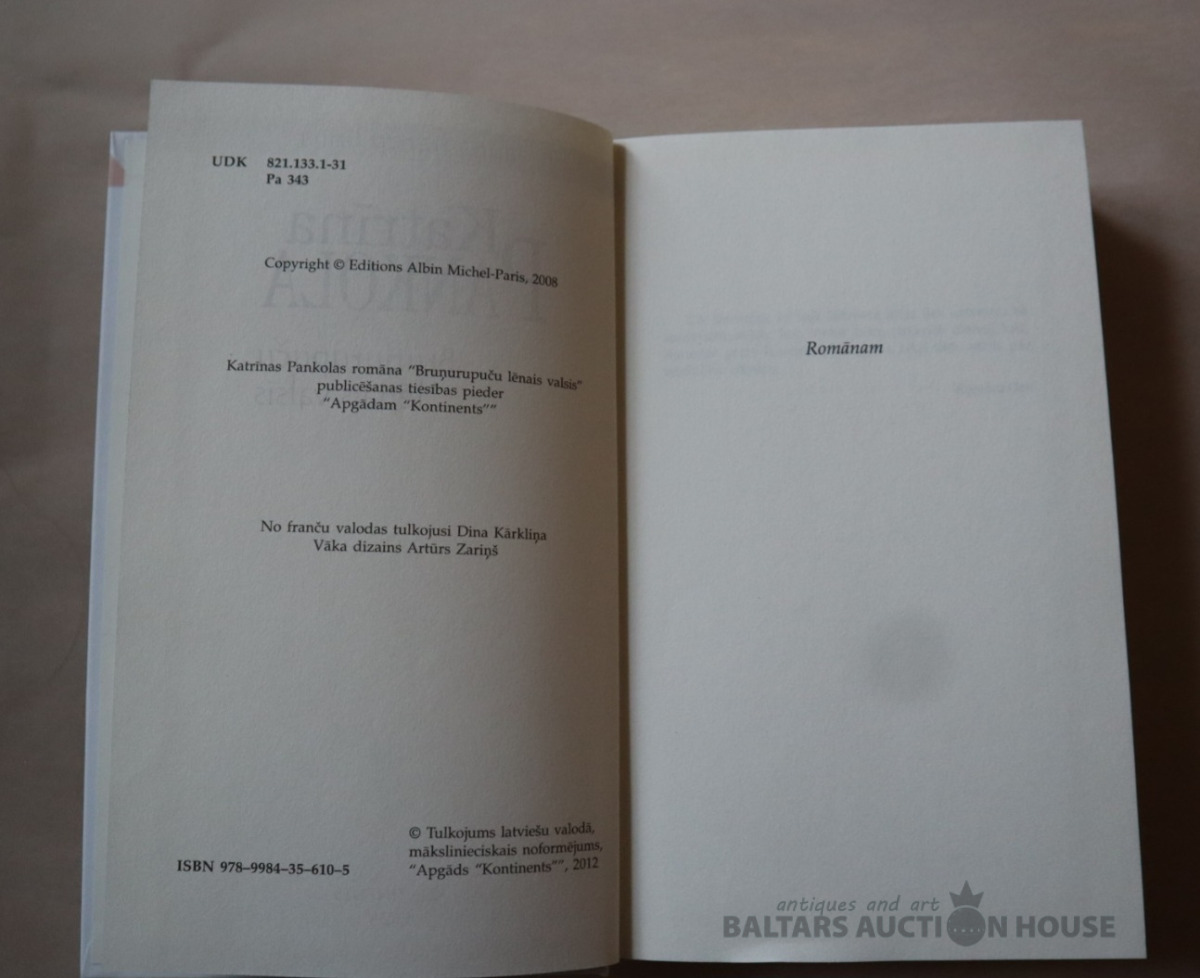 UDK 821.133.1-31
Pa 343
Copyright © Editions Albin Michel-Paris, 2008
Katrīnas Pankolas romāna "Bruņurupuču lēnais valsis"
publicēšanas tiesības pieder
"Apgādam "Kontinents""
No franču valodas tulkojusi Dina Kārkliņa
Vāka dizains Artūrs Zariņš
ISBN 978–9984–35–610–5
© Tulkojums latviešu valodā,
mākslinieciskais noformējums,
"Apgāds "Kontinents"", 2012
Romānam
antiques and art
BALTARS AUCTION HOUSE